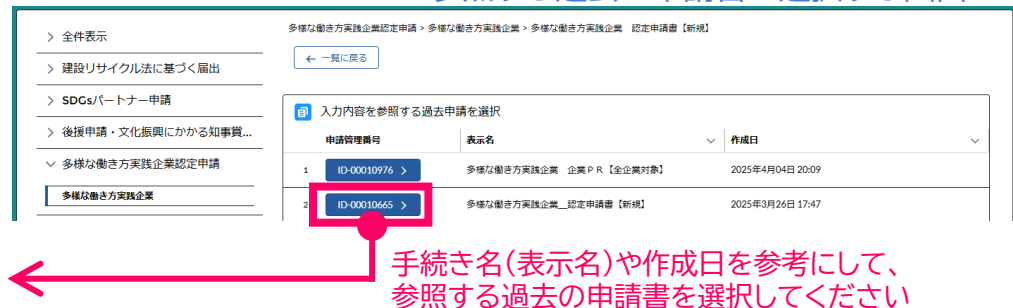 全件表示
建設リサイクル法に基づく届出
SDGsパートナー申請
後援申請・文化振興にかかる知事賞...
多様な働き方実践企業認定申請
多様な働き方実践企業
多様な働き方実践企業認定申請 > 多様な働き方実践企業 > 多様な働き方実践企業　認定申請書【新規】
← 一覧に戻る
入力内容を参照する過去申請を選択
申請管理番号 表示名 作成日
1 ID-00010976 > 多様な働き方実践企業　企業ＰＲ【全企業対象】 2025年4月04日 20:09
2 ID-00010665 > 多様な働き方実践企業__認定申請書【新規】 2025年3月26日 17:47
手続き名(表示名)や作成日を参考にして、
参照する過去の申請書を選択してください